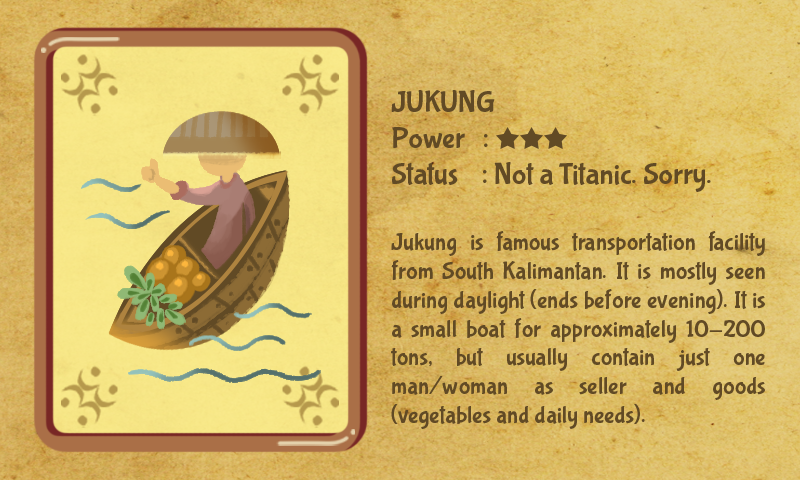 JUKUNG
Power : ★★★
Status : Not a Titanic. Sorry.
Jukung is famous transportation facility
from South Kalimantan. It is mostly seen
during daylight (ends before evening). It is
a small boat for approximately 10-200
tons, but usually contain just one
man/woman as seller and goods
(vegetables and daily needs).